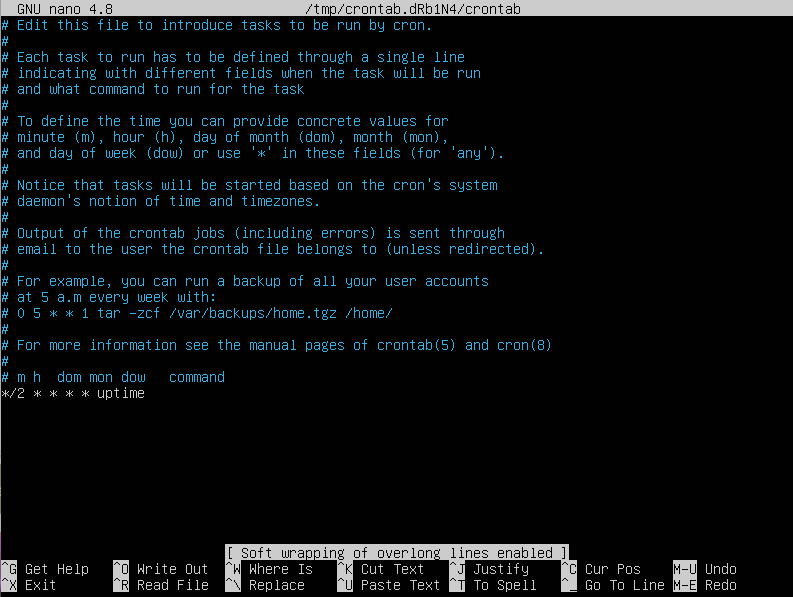 GNU nano 4.8 /tmp/crontab.dRb1N4/crontab
# Edit this file to introduce tasks to be run by cron.
#
# Each task to run has to be defined through a single line
# indicating with different fields when the task will be run
# and what command to run for the task
#
# To define the time you can provide concrete values for
# minute (m), hour (h), day of month (dom), month (mon),
# and day of week (dow) or use '*' in these fields (for 'any').
#
# Notice that tasks will be started based on the cron's system
# daemon's notion of time and timezones.
#
# Output of the crontab jobs (including errors) is sent through
# email to the user the crontab file belongs to (unless redirected).
#
# For example, you can run a backup of all your user accounts
# at 5 a.m every week with:
# 0 5 * * 1 tar -zcf /var/backups/home.tgz /home/
#
# For more information see the manual pages of crontab(5) and cron(8)
#
# m h  dom mon dow   command
*/2 * * * * uptime
[ Soft wrapping of overlong lines enabled ]
^G Get Help ^O Write Out ^W Where Is ^K Cut Text ^J Justify ^C Cur Pos M-U Undo
^X Exit ^R Read File ^\ Replace ^U Paste Text ^T To Spell ^_ Go To Line M-E Redo